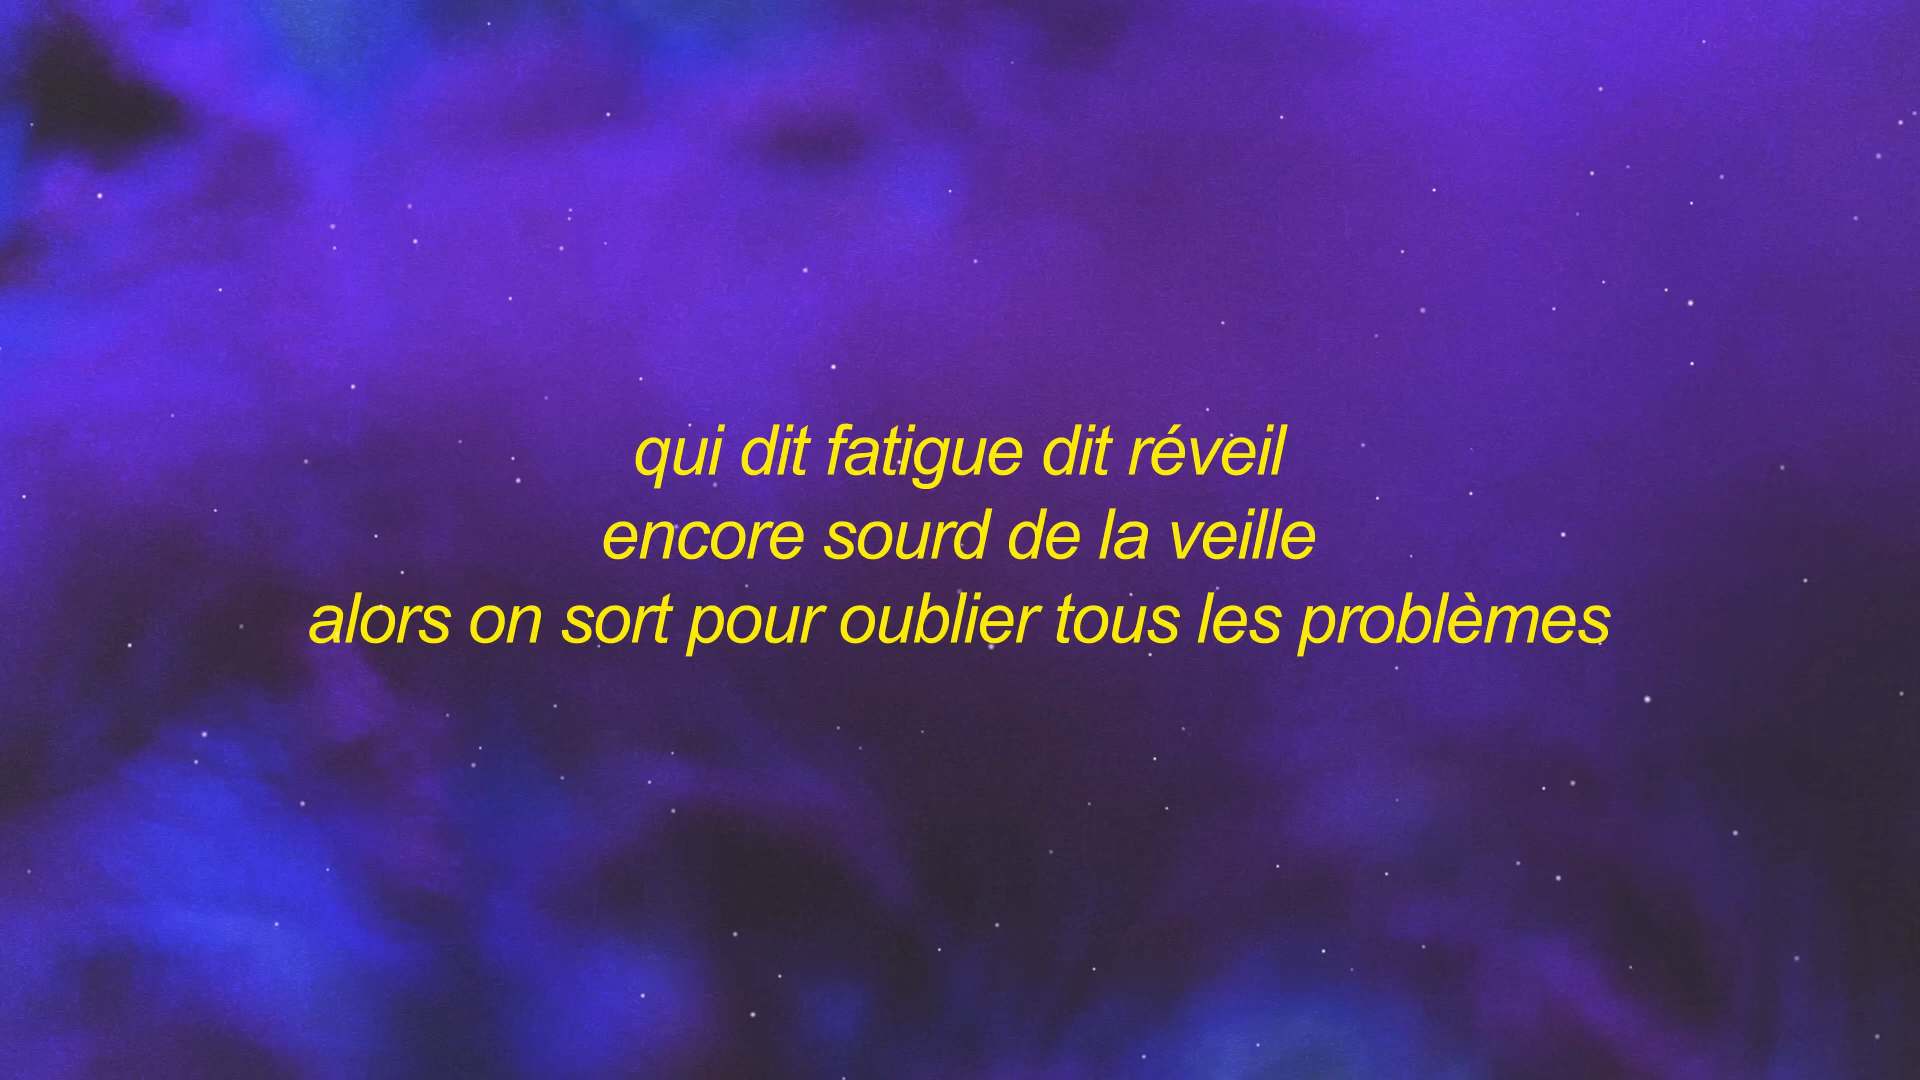 qui dit fatigue dit réveil
encore sourd de la veille
alors on sort pour oublier tous les problèmes